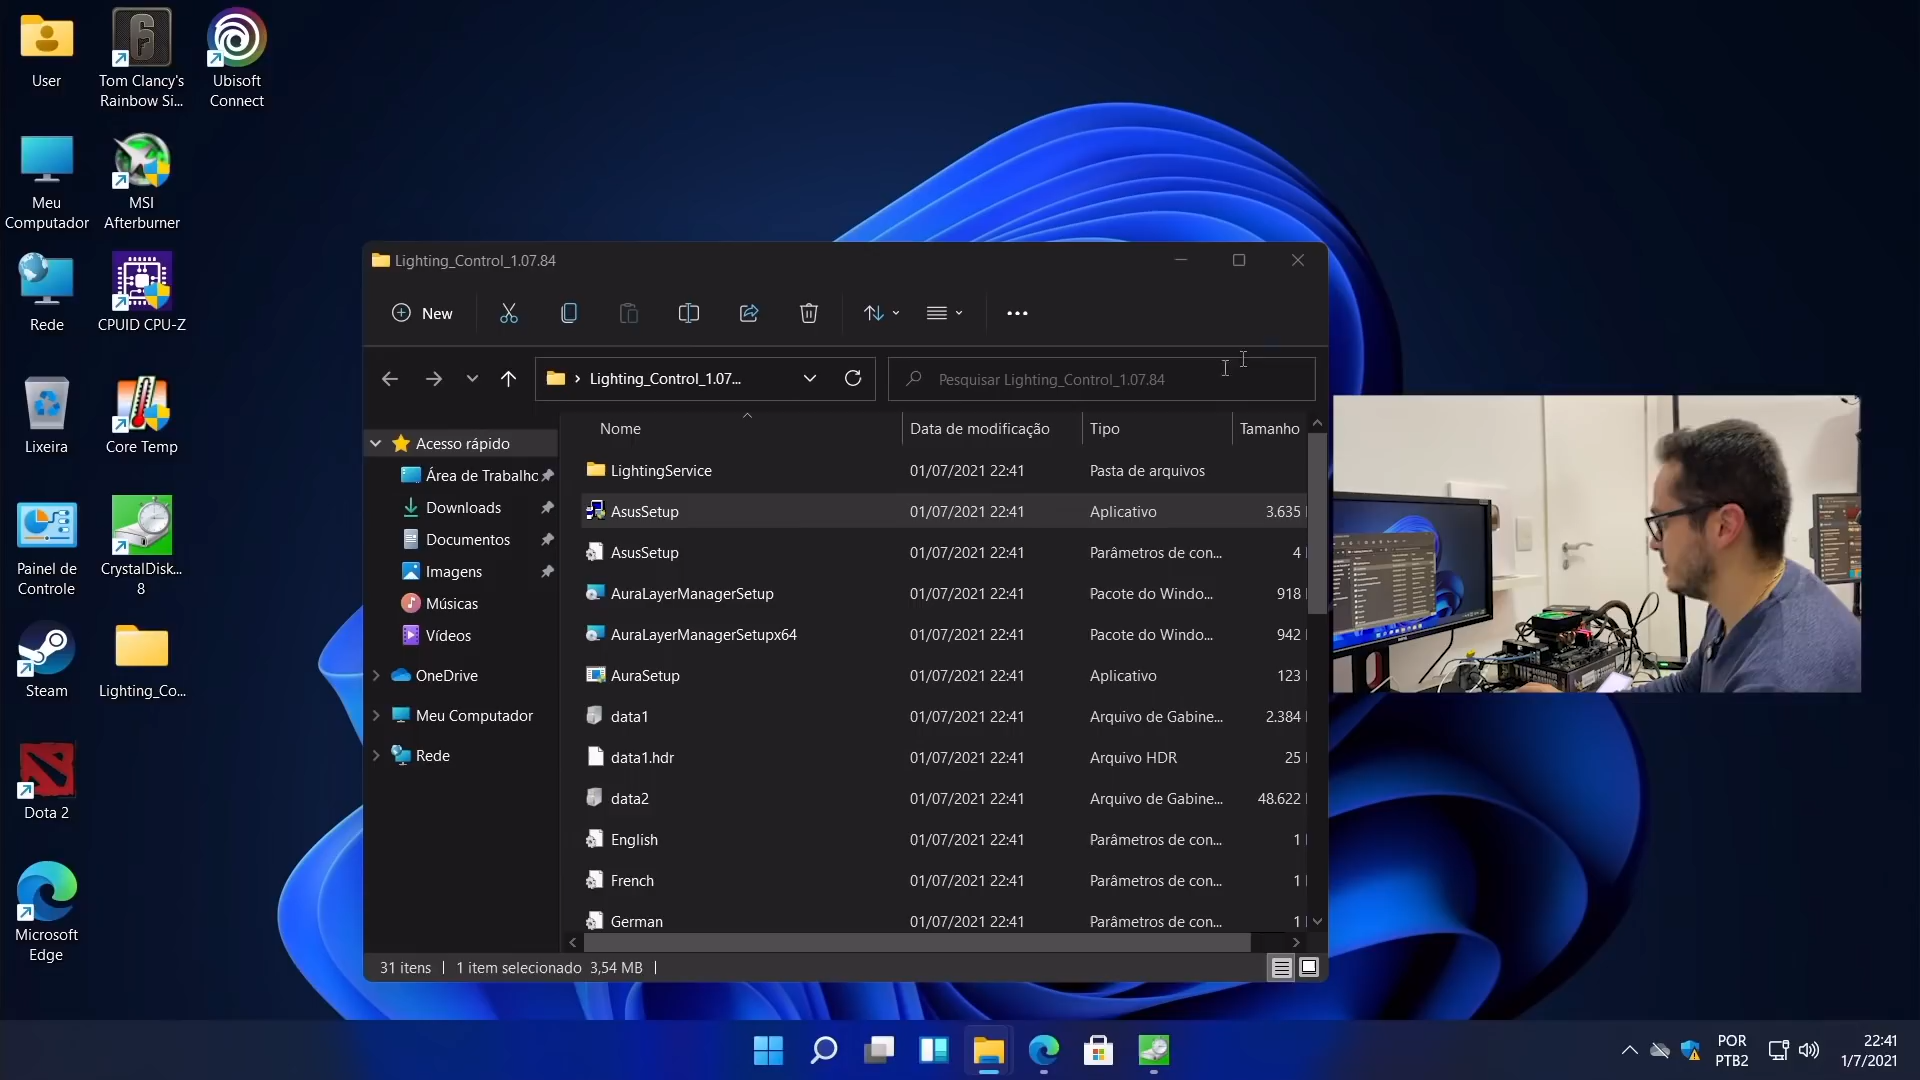 User
Tom Clancy's
Rainbow Si...
Ubisoft
Connect
Meu
Computador
MSI
Afterburner
Rede
CPUID CPU-Z
Lixeira
Core Temp
Painel de
Controle
CrystalDisk...
8
Steam
Lighting_Co...
Dota 2
Microsoft
Edge
Lighting_Control_1.07.84
New
Lighting_Control_1.07...
Pesquisar Lighting_Control_1.07.84
Acesso rápido
Área de Trabalho
Downloads
Documentos
Imagens
Músicas
Vídeos
OneDrive
Meu Computador
Rede
Nome Data de modificação Tipo Tamanho
LightingService 01/07/2021 22:41 Pasta de arquivos
AsusSetup 01/07/2021 22:41 Aplicativo 3.635
AsusSetup 01/07/2021 22:41 Parâmetros de con... 4
AuraLayerManagerSetup 01/07/2021 22:41 Pacote do Windo... 918
AuraLayerManagerSetupx64 01/07/2021 22:41 Pacote do Windo... 942
AuraSetup 01/07/2021 22:41 Aplicativo 123
data1 01/07/2021 22:41 Arquivo de Gabine... 2.384
data1.hdr 01/07/2021 22:41 Arquivo HDR 25
data2 01/07/2021 22:41 Arquivo de Gabine... 48.622
English 01/07/2021 22:41 Parâmetros de con... 1
French 01/07/2021 22:41 Parâmetros de con... 1
German 01/07/2021 22:41 Parâmetros de con... 1
31 itens 1 item selecionado 3,54 MB
POR
PTB2
22:41
1/7/2021